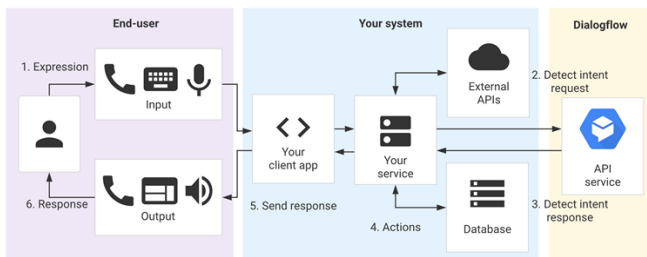 End-user
Your system
Dialogflow
1. Expression
Input
External
APIs
2. Detect intent
request
Your
client app
Your
service
API
service
Output
6. Response
5. Send response
4. Actions
Database
3. Detect intent
response